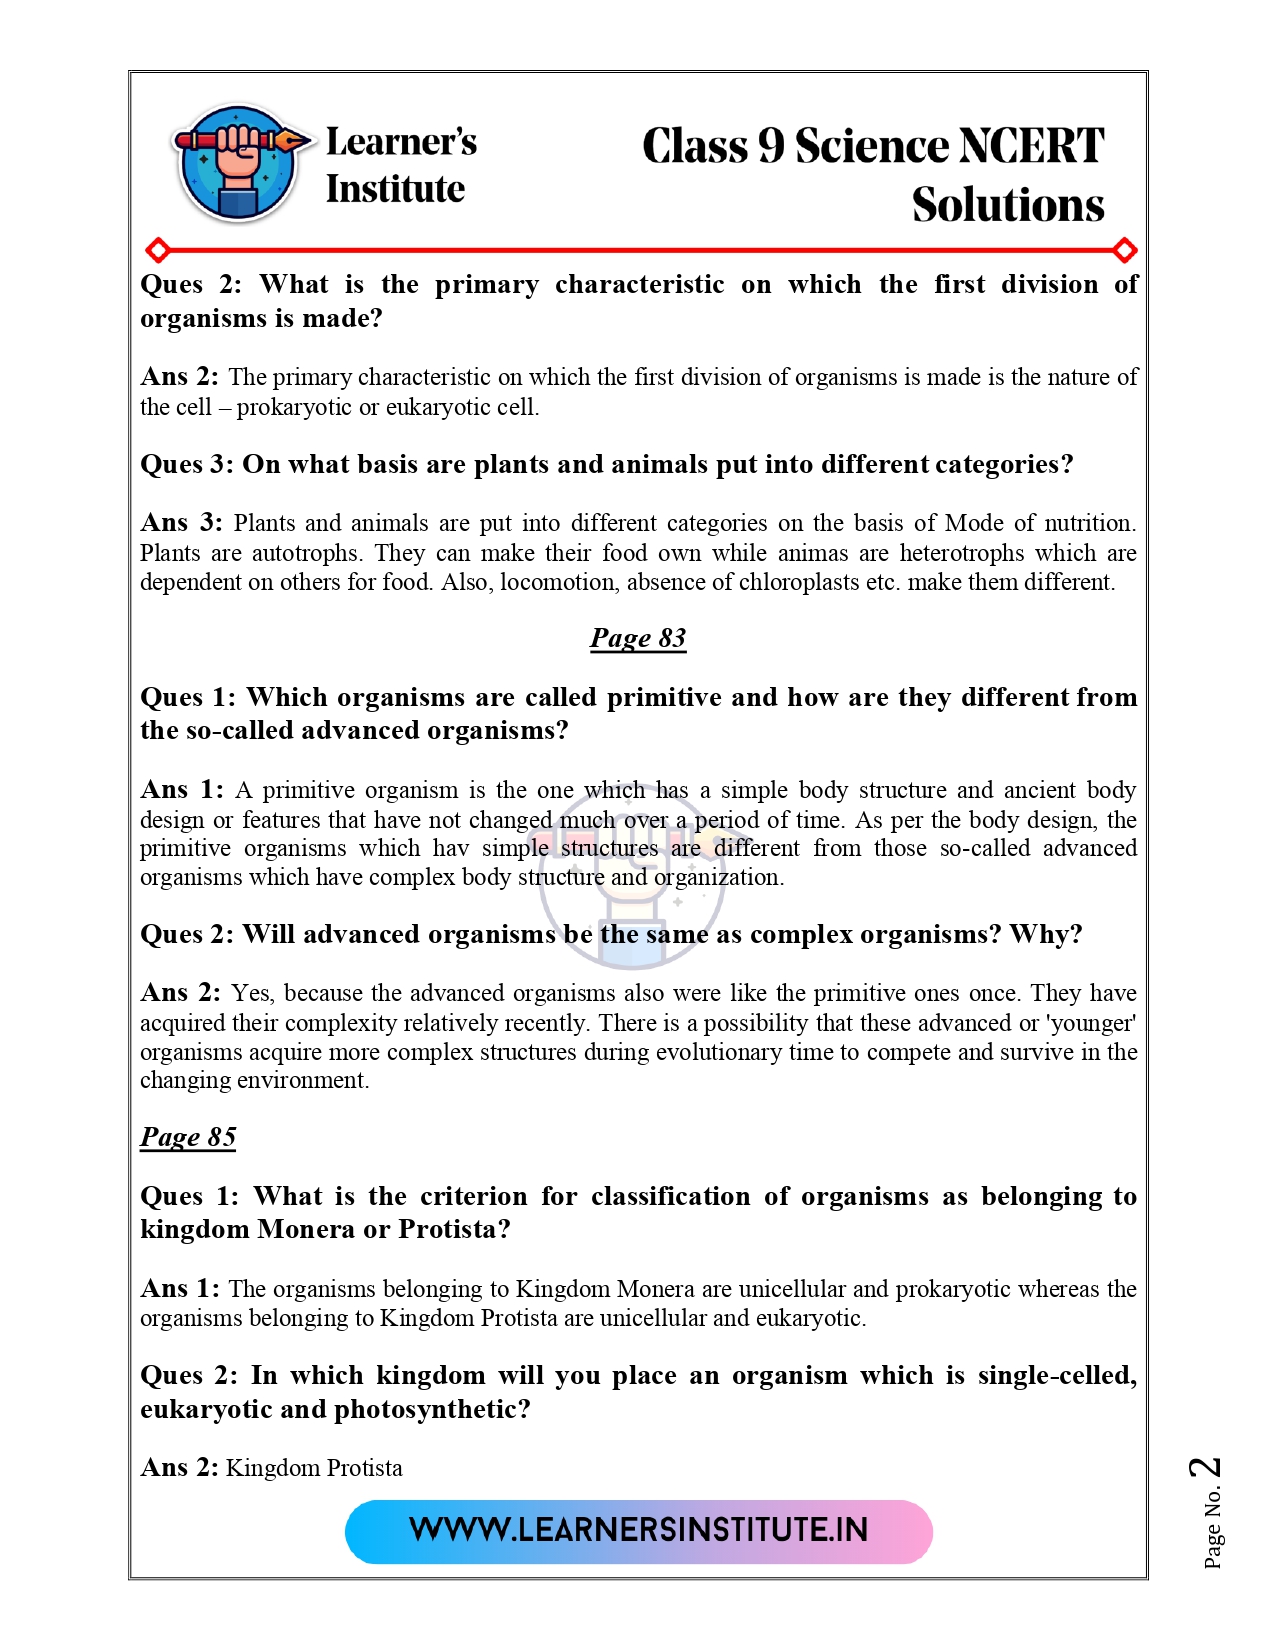 Learner's
Institute
Class 9 Science NCERT
Solutions
Ques 2: What is the primary characteristic on which the first division of
organisms is made?
Ans 2: The primary characteristic on which the first division of organisms is made is the nature of
the cell – prokaryotic or eukaryotic cell.
Ques 3: On what basis are plants and animals put into different categories?
Ans 3: Plants and animals are put into different categories on the basis of Mode of nutrition.
Plants are autotrophs. They can make their food own while animas are heterotrophs which are
dependent on others for food. Also, locomotion, absence of chloroplasts etc. make them different.
Page 83
Ques 1: Which organisms are called primitive and how are they different from
the so-called advanced organisms?
Ans 1: A primitive organism is the one which has a simple body structure and ancient body
design or features that have not changed much over a period of time. As per the body design, the
primitive organisms which hav simple structures are different from those so-called advanced
organisms which have complex body structure and organization.
Ques 2: Will advanced organisms be the same as complex organisms? Why?
Ans 2: Yes, because the advanced organisms also were like the primitive ones once. They have
acquired their complexity relatively recently. There is a possibility that these advanced or 'younger'
organisms acquire more complex structures during evolutionary time to compete and survive in the
changing environment.
Page 85
Ques 1: What is the criterion for classification of organisms as belonging to
kingdom Monera or Protista?
Ans 1: The organisms belonging to Kingdom Monera are unicellular and prokaryotic whereas the
organisms belonging to Kingdom Protista are unicellular and eukaryotic.
Ques 2: In which kingdom will you place an organism which is single-celled,
eukaryotic and photosynthetic?
Ans 2: Kingdom Protista
WWW.LEARNERSINSTITUTE.IN
Page No. 2